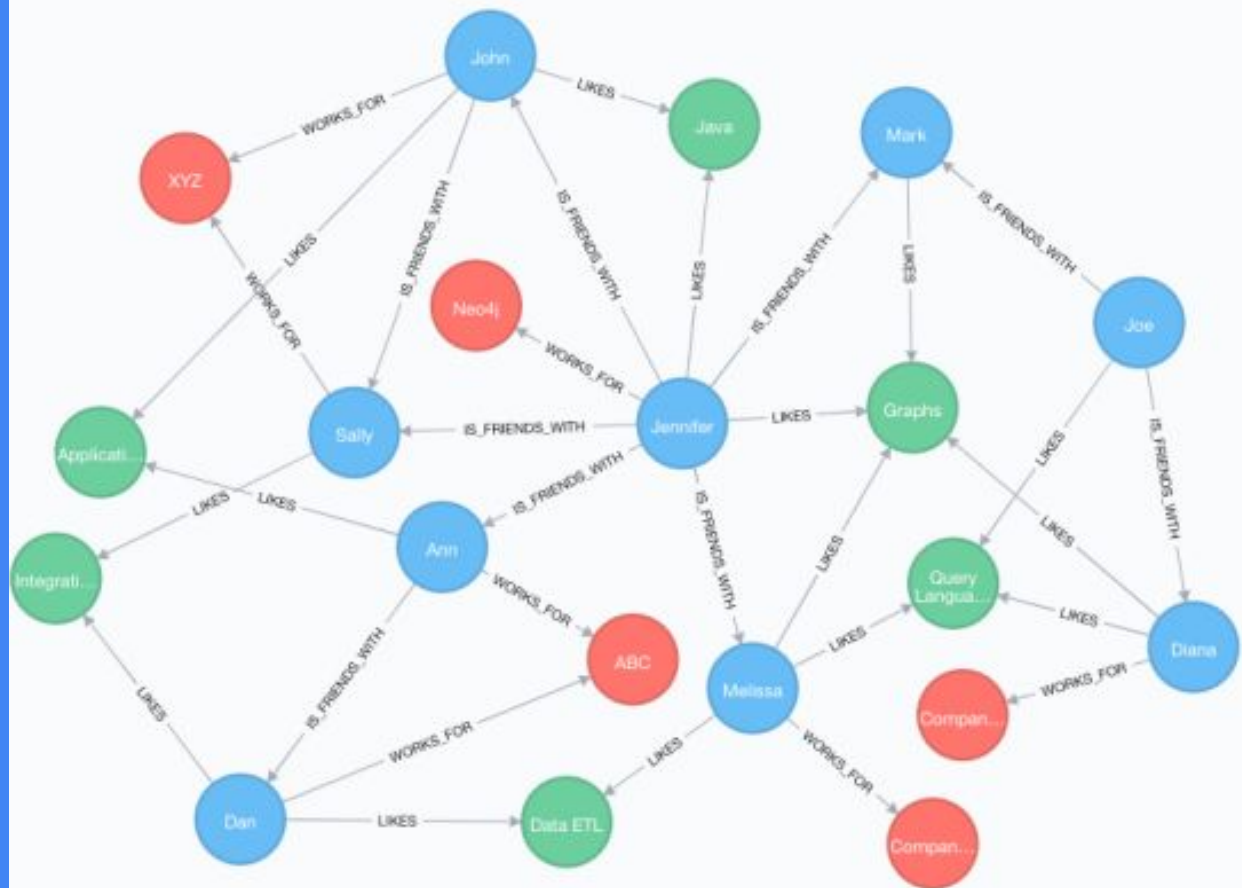 John
LIKES
Java
Mark
WORKS_FOR
XYZ
IS_FRIENDS_WITH
IS_FRIENDS_WITH
IS_FRIENDS_WITH
LIKES
LIKES
LIKES
IS_FRIENDS_WITH
WORKS_FOR
Neo4j
Joe
WORKS_FOR
Applicati...
Sally
IS_FRIENDS_WITH
Jennifer
LIKES
Graphs
LIKES
IS_FRIENDS_WITH
LIKES
LIKES
IS_FRIENDS_WITH
IS_FRIENDS_WITH
LIKES
LIKES
Integrati...
Ann
WORKS_FOR
Query
Langua...
LIKES
Diana
IS_FRIENDS_WITH
ABC
LIKES
Melissa
WORKS_FOR
Compan...
LIKES
WORKS_FOR
LIKES
WORKS_FOR
Dan
LIKES
Data ETL
Compan...